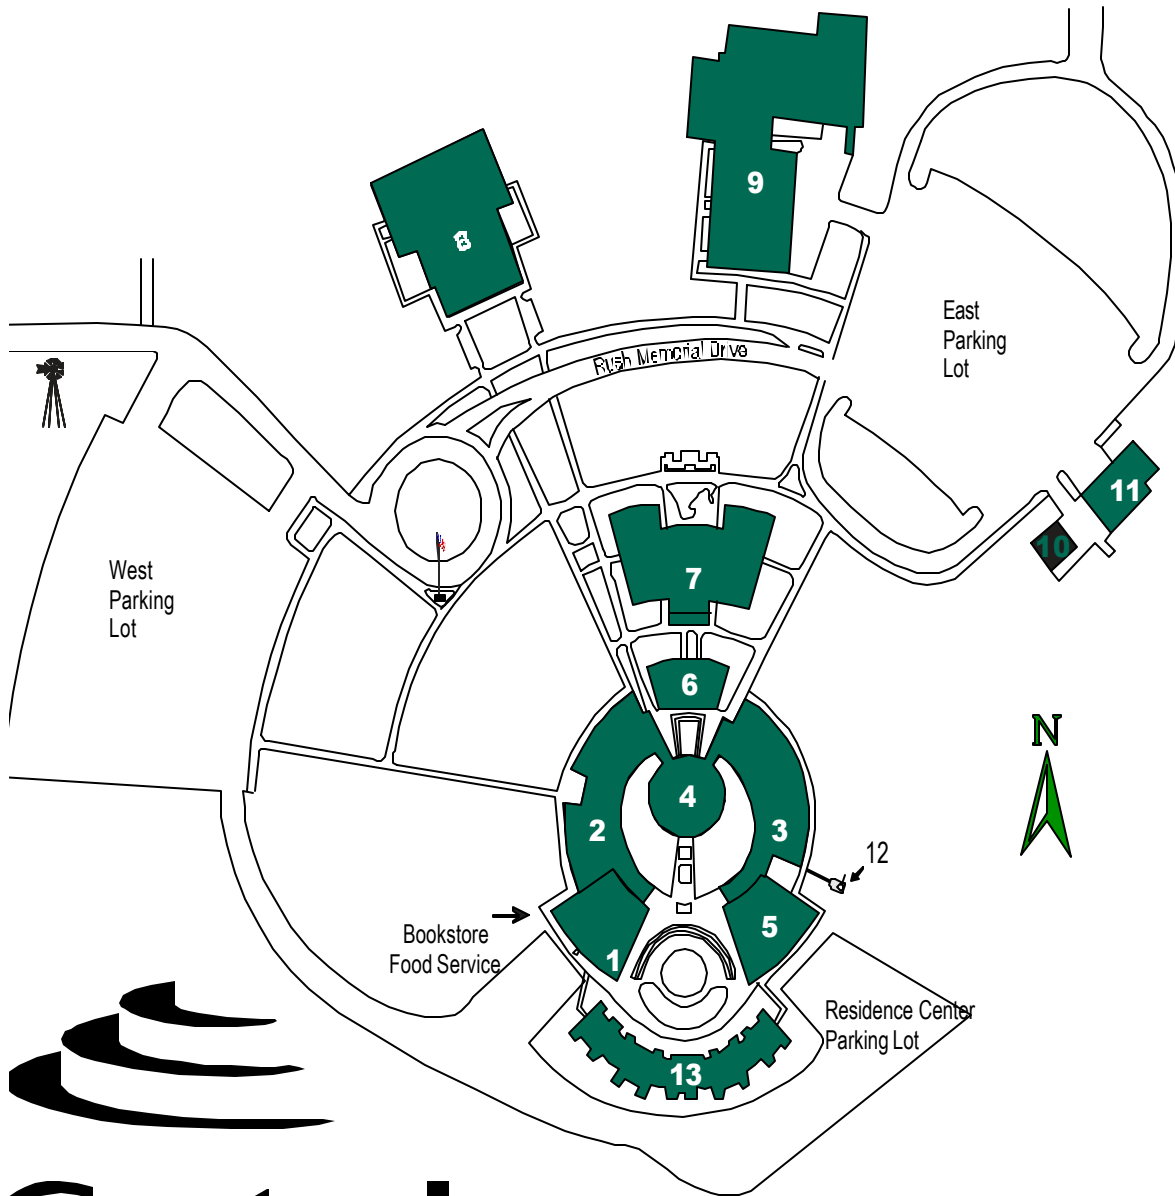 9
8
East
Parking
Lot
Rush Memorial Drive
11
10
West
Parking
Lot
7
6
N
4
2
3
12
Bookstore
Food Service
5
1
Residence Center
Parking Lot
13